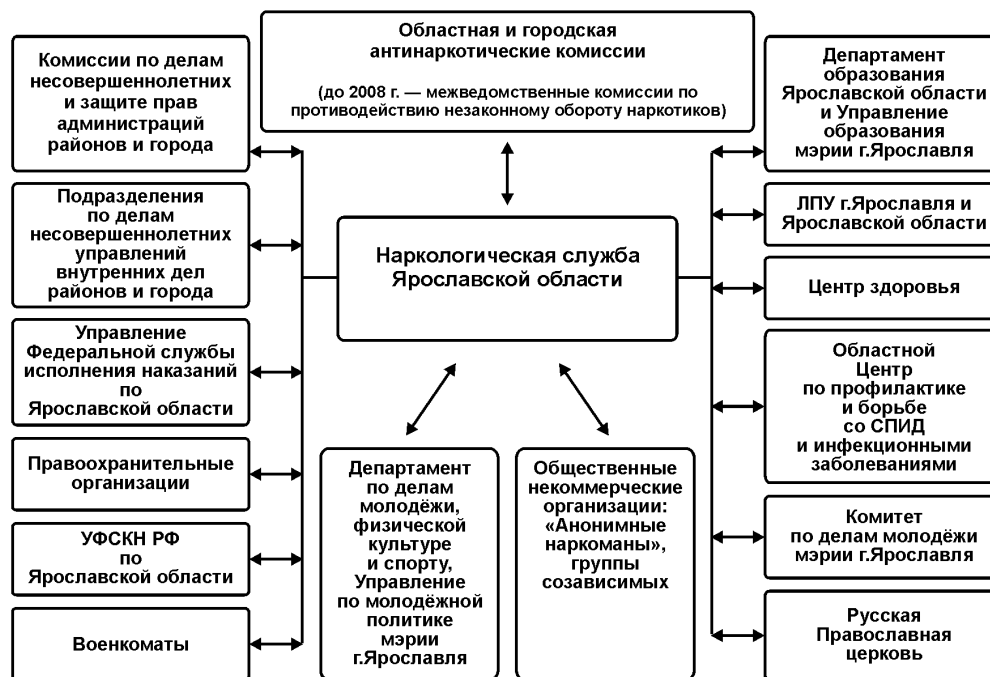 Областная и городская
антинаркотические комиссии
(до 2008 г. — межведомственные комиссии по
противодействию незаконному обороту наркотиков)
Комиссии по делам
несовершеннолетних
и защите прав
администраций
районов и города
Подразделения
по делам
несовершеннолетних
управлений
внутренних дел
районов и города
Управление
Федеральной службы
исполнения наказаний
по
Ярославской области
Правоохранительные
организации
УФСКН РФ
по
Ярославской области
Военкоматы
Наркологическая служба
Ярославской области
Департамент
по делам
молодёжи,
физической
культуре
и спорту,
Управление
по молодёжной
политике
мэрии
г.Ярославля
Общественные
некоммерческие
организации:
«Анонимные
наркоманы»,
группы
созависимых
Департамент
образования
Ярославской области
и Управление
образования
мэрии г.Ярославля
ЛПУ г.Ярославля и
Ярославской области
Центр здоровья
Областной
Центр
по профилактике
и борьбе
со СПИД
и инфекционными
заболеваниями
Комитет
по делам молодёжи
мэрии г.Ярославля
Русская
Православная
церковь